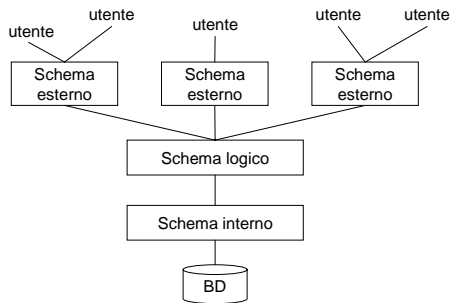 utente
utente
utente
utente
utente
Schema
esterno
Schema
esterno
Schema
esterno
Schema logico
Schema interno
BD